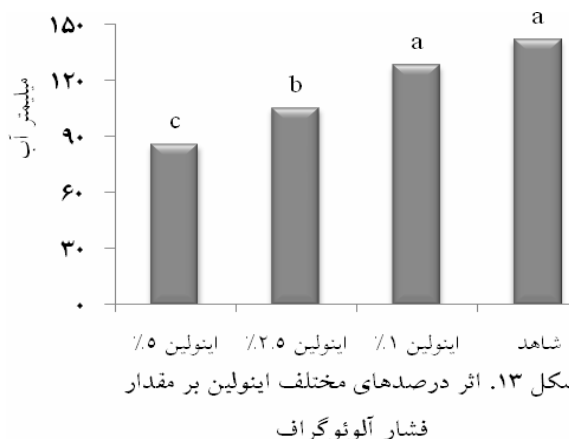 ۱۵۰
۱۲۰
۹۰
۶۰
۳۰
۰
میلیمتر آب
a
a
b
c
شاهد
اینولین ۱٪
اینولین ۲.۵٪
اینولین ۵٪
شکل ۱۳. اثر درصدهای مختلف اینولین بر مقدار
فشار آلوئوگراف